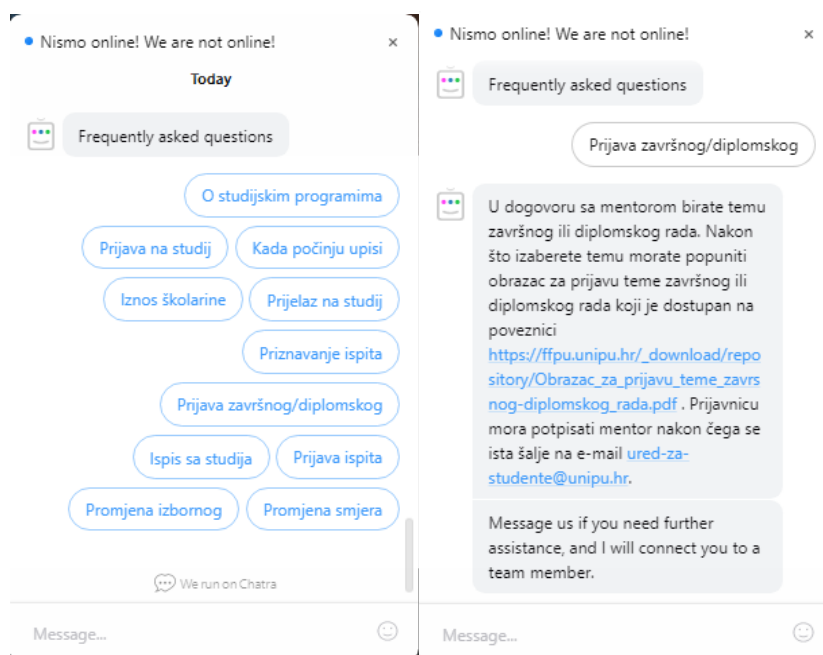 Nismo online! We are not online!
×
Today
Frequently asked questions
O studijskim programima
Prijava na studij
Kada počinju upisi
Iznos školarine
Prijelaz na studij
Priznavanje ispita
Prijava završnog/diplomskog
Ispis sa studija
Prijava ispita
Promjena izbornog
Promjena smjera
We run on Chatra
Message...
Nismo online! We are not online!
×
Frequently asked questions
Prijava završnog/diplomskog
U dogovoru sa mentorom birate temu
završnog ili diplomskog rada. Nakon
što izaberete temu morate popuniti
obrazac za prijavu teme završnog ili
diplomskog rada koji je dostupan na
poveznici
https://ffpu.unipu.hr/_download/repo
sitory/Obrazac_za_prijavu_teme_zavrs
nog-diplomskog_rada.pdf . Prijavnicu
mora potpisati mentor nakon čega se
ista šalje na e-mail ured-za-
studente@unipu.hr.
Message us if you need further
assistance, and I will connect you to a
team member.
Message...